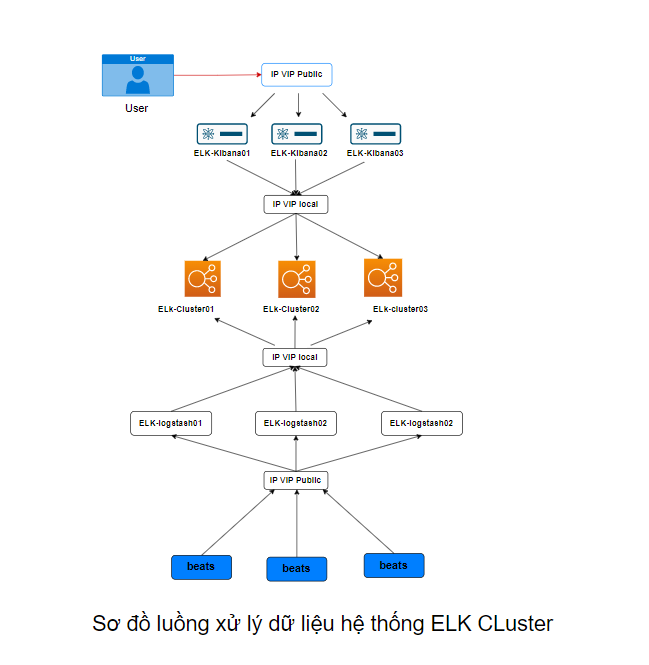 User
IP VIP Public
User
ELK-Kibana01
ELK-Kibana02
ELK-Kibana03
IP VIP local
ELk-Cluster01
ELk-Cluster02
ELk-cluster03
IP VIP local
ELK-logstash01
ELK-logstash02
ELK-logstash02
IP VIP Public
beats
beats
beats
Sơ đồ luồng xử lý dữ liệu hệ thống ELK CLuster